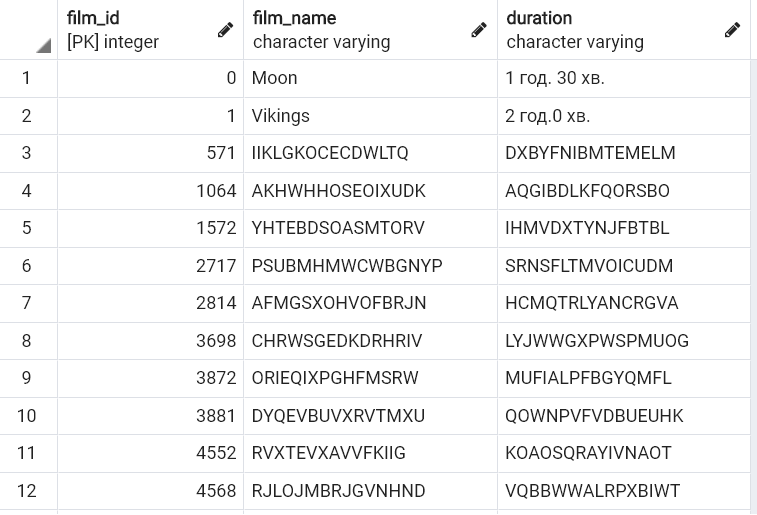 film_id film_name duration
[PK] integer character varying character varying
1 0 Moon 1 год. 30 хв.
2 1 Vikings 2 год.0 хв.
3 571 IIKLGKOCECDWLTQ DXBYFNIBMTEMELM
4 1064 AKHWHHOSEOIXUDK AQGIBDLKFQORSBO
5 1572 YHTEBDSOASMTORV IHMVDXTYNJFBTBL
6 2717 PSUBMHMWCWBGNYP SRNSFLTMVOICUDM
7 2814 AFMGSXOHVOFBRJN HCMQTRLYANCRGVA
8 3698 CHRWSGEDKDRHRIV LYJWWGXPWSPMUOG
9 3872 ORIEQIXPGHFMSRW MUFIALPFBGYQMFL
10 3881 DYQEVBUVXRVTMXU QOWNPVFVDBUEUHK
11 4552 RVXTEVXAVVFKIIG KOAOSQRAYIVNAOT
12 4568 RJLOJMBRJGVNHND VQBBWWALRPXBIWT